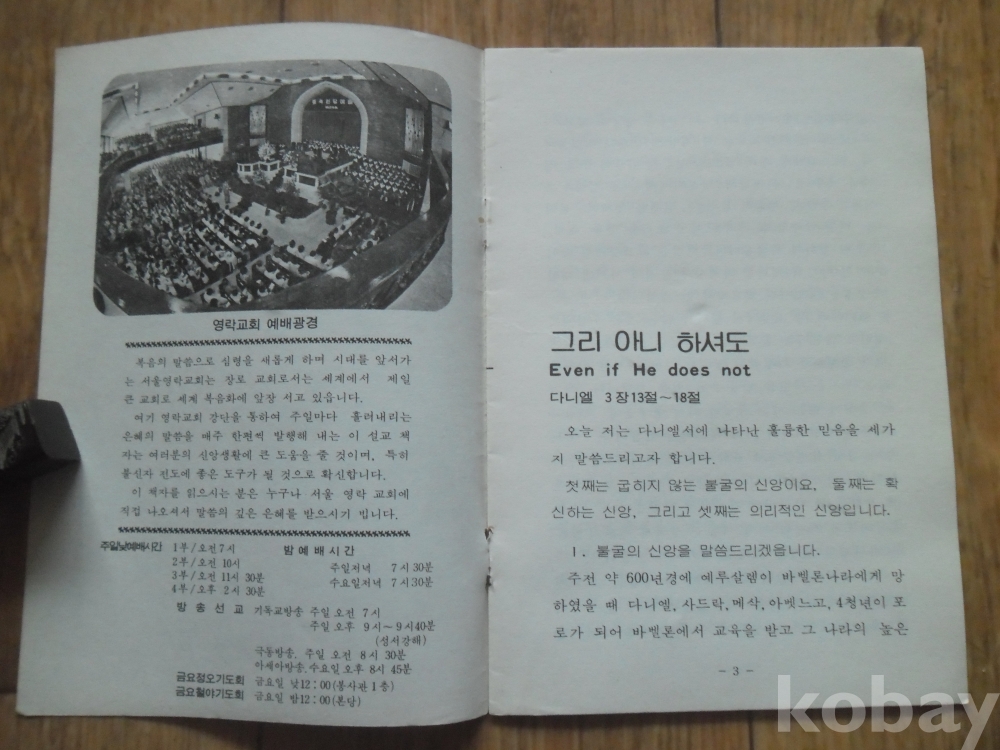 영락교회 예배광경
복음의 말씀으로 심령을 새롭게 하며 시대를 앞서가
는 서울영락교회는 장로 교회로서는 세계에서 제일
큰 교회로 세계 복음화에 앞장 서고 있읍니다.
여기 영락교회 강단을 통하여 주일마다 흘러내리는
은혜의 말씀을 매주 한편씩 발행해 내는 이 설교 책
자는 여러분의 신앙생활에 큰 도움을 줄 것이며, 특히
불신자 전도에 좋은 도구가 될 것으로 확신합니다.
이 책자를 읽으시는 분은 누구나 서울 영락 교회에
직접 나오셔서 말씀의 깊은 은혜를 받으시기 빕니다.
주일낮예배시간 1부/오전 7시
2부/오전 10시
3부/오전 11시 30분
4부/오후 2시 30분
밤예배시간
주일저녁 7시 30분
수요일저녁 7시 30분
방송선교 기독교방송 주일 오전 7시
주일 오후 9시~9시40분
(성서강해)
극동방송. 주일 오전 8시 30분
아세아방송. 수요일 오후 8시 45분
금요정오기도회 금요일 낮12:00(봉사관 1층)
금요철야기도회 금요일 밤12:00(본당)
그리 아니 하셔도
Even if He does not
다니엘 3장13절~18절
오늘 저는 다니엘서에 나타난 훌륭한 믿음을 세가
지 말씀드리고자 합니다.
첫째는 굽히지 않는 불굴의 신앙이요, 둘째는 확
신하는 신앙, 그리고 셋째는 의리적인 신앙입니다.
1. 불굴의 신앙을 말씀드리겠읍니다.
주전 약 600년경에 예루살렘이 바벨론나라에게 망
하였을 때 다니엘, 사드락, 메삭, 아벳느고, 4청년이 포
로가 되어 바벨론에서 교육을 받고 그 나라의 높은
- 3 -
kobay